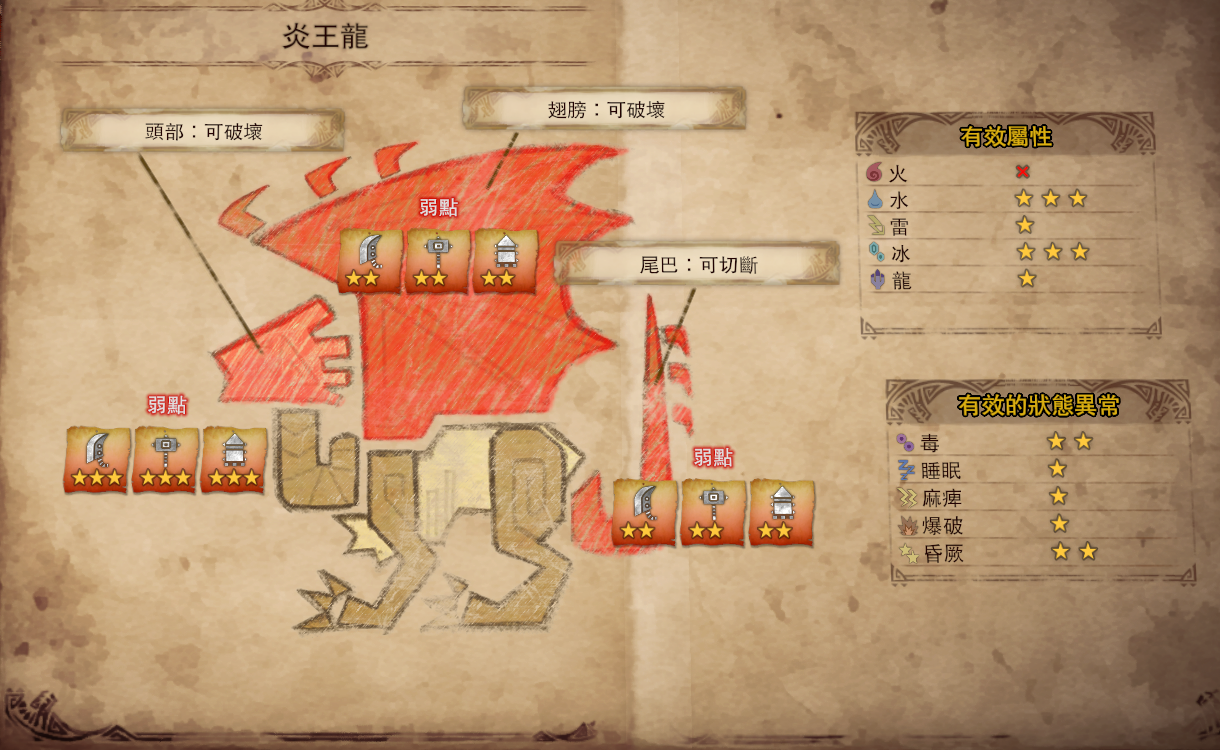 炎王龍
頭部：可破壞
翅膀：可破壞
弱點
尾巴：可切斷
弱點
弱點
有效屬性
火
水
雷
冰
龍
有效的狀態異常
毒
睡眠
麻痺
爆破
昏厥